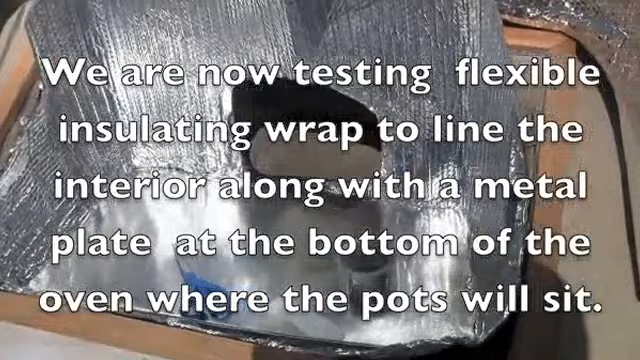 We are now testing flexible
insulating wrap to line the
interior along with a metal
plate at the bottom of the
oven where the pots will sit.